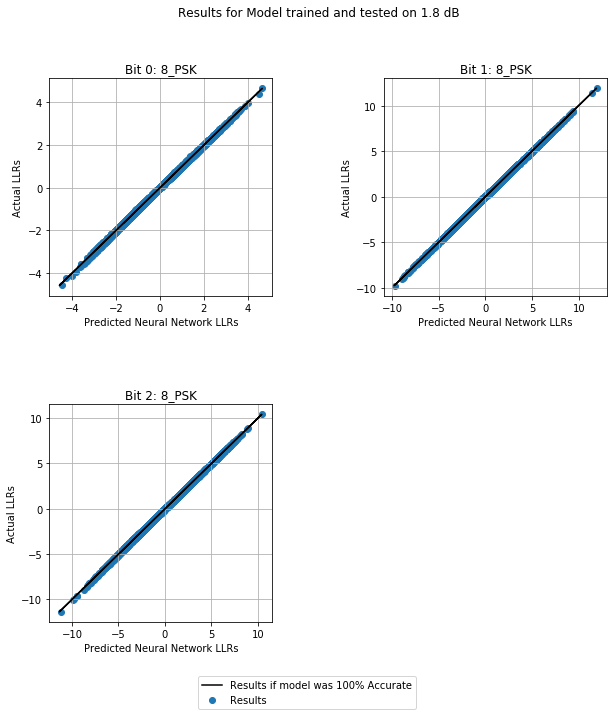 Results for Model trained and tested on 1.8 dB
Bit 0: 8_PSK
Actual LLRs
4
2
0
−2
−4
−4
−2
0
2
4
Predicted Neural Network LLRs
Bit 1: 8_PSK
Actual LLRs
10
5
0
−5
−10
−10
−5
0
5
10
Predicted Neural Network LLRs
Bit 2: 8_PSK
Actual LLRs
10
5
0
−5
−10
−10
−5
0
5
10
Predicted Neural Network LLRs
Results if model was 100% Accurate
Results